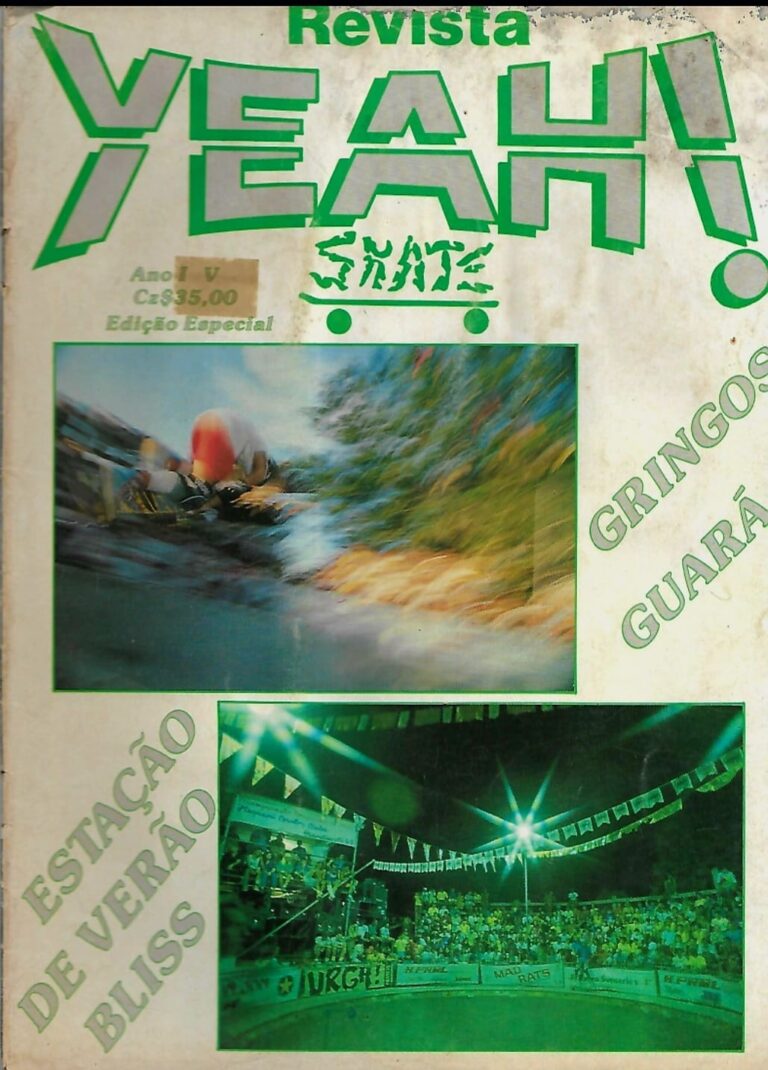 Revista
YEAH!
SKATE
Ano I V
Cz$35,00
Edição Especial
GRINGOS
GUARÁ
ESTAÇÃO
DE VERÃO
BLISS
URGH!
MAD
RATS